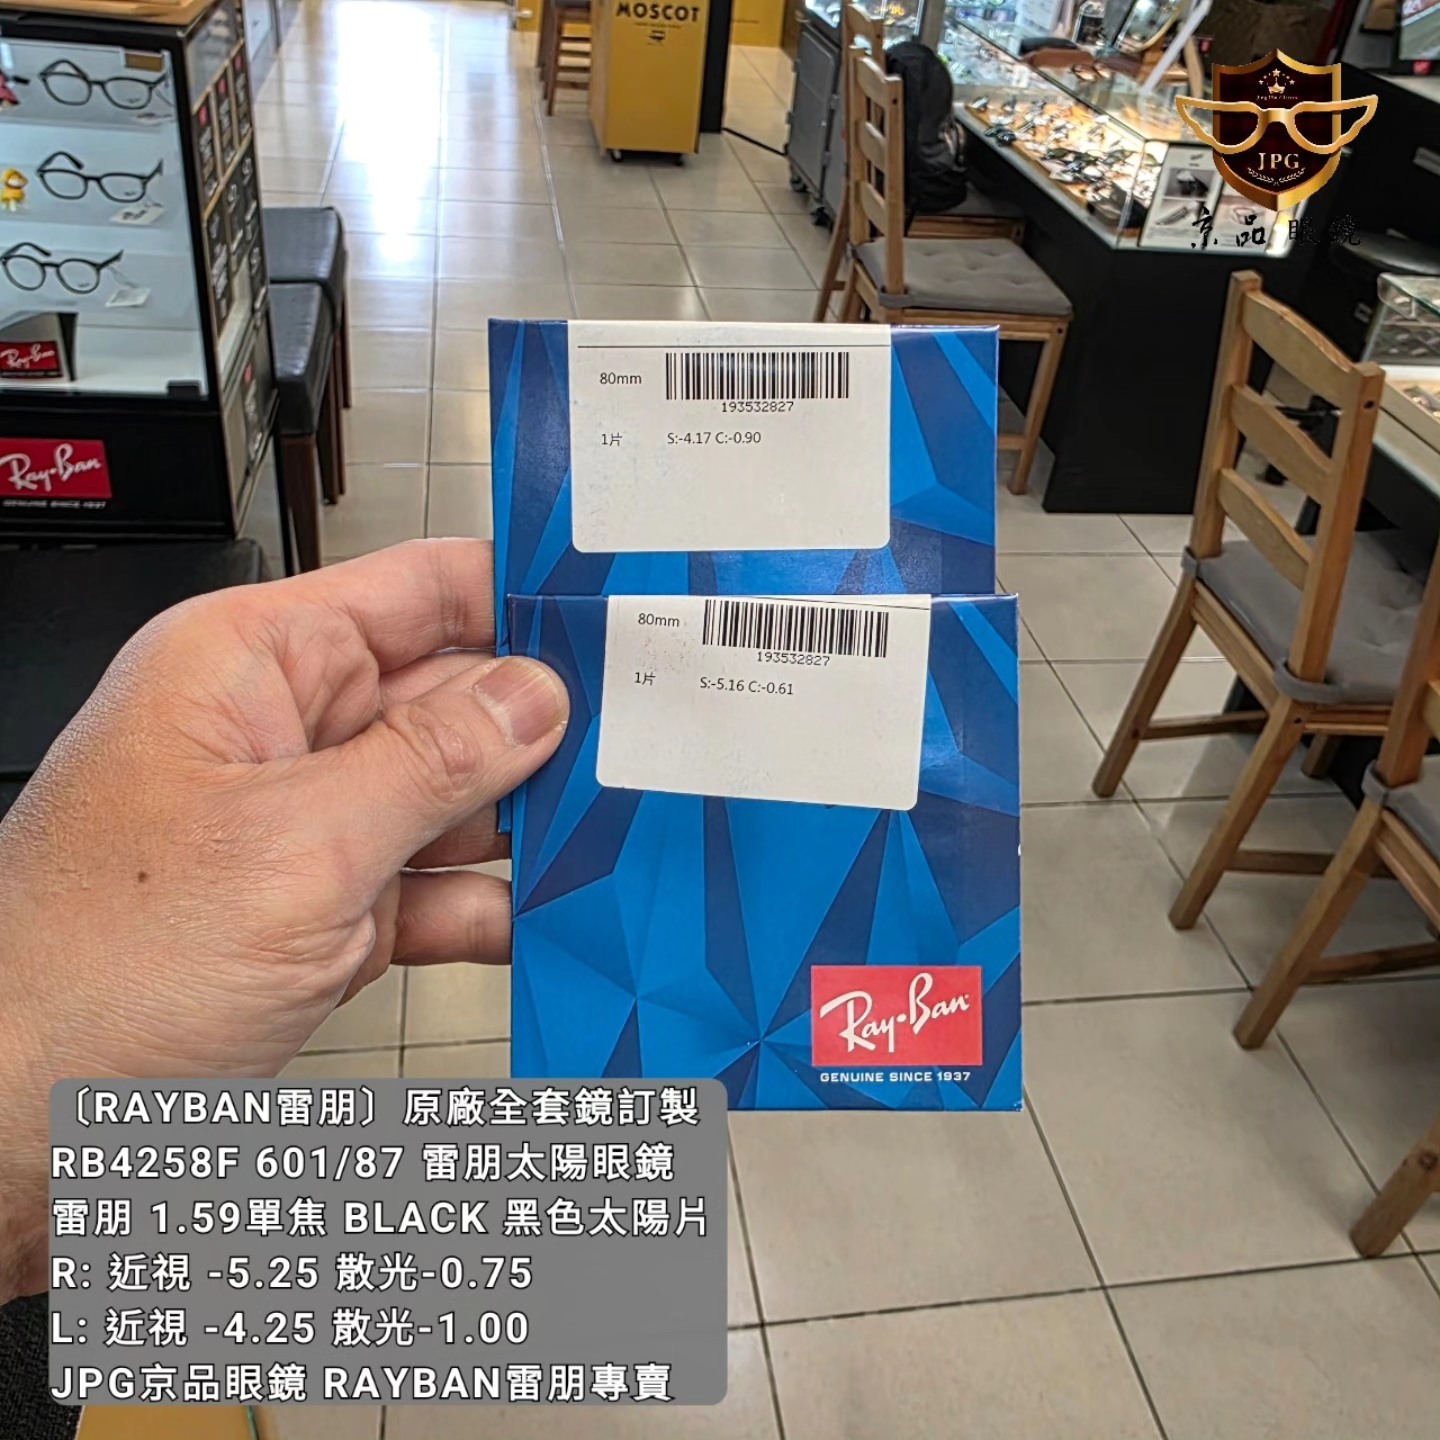 MOSCOT
JPG
京品眼鏡
Ray-Ban
Ray-Ban
GENUINE SINCE 1937
80mm
193532827
1片 S:-4.17 C:-0.90
80mm
193532827
1片 S:-5.16 C:-0.61
Ray-Ban
GENUINE SINCE 1937
〔RAYBAN雷朋〕原廠全套鏡訂製
RB4258F 601/87 雷朋太陽眼鏡
雷朋 1.59單焦 BLACK 黑色太陽片
R: 近視 -5.25 散光-0.75
L: 近視 -4.25 散光-1.00
JPG京品眼鏡 RAYBAN雷朋專賣